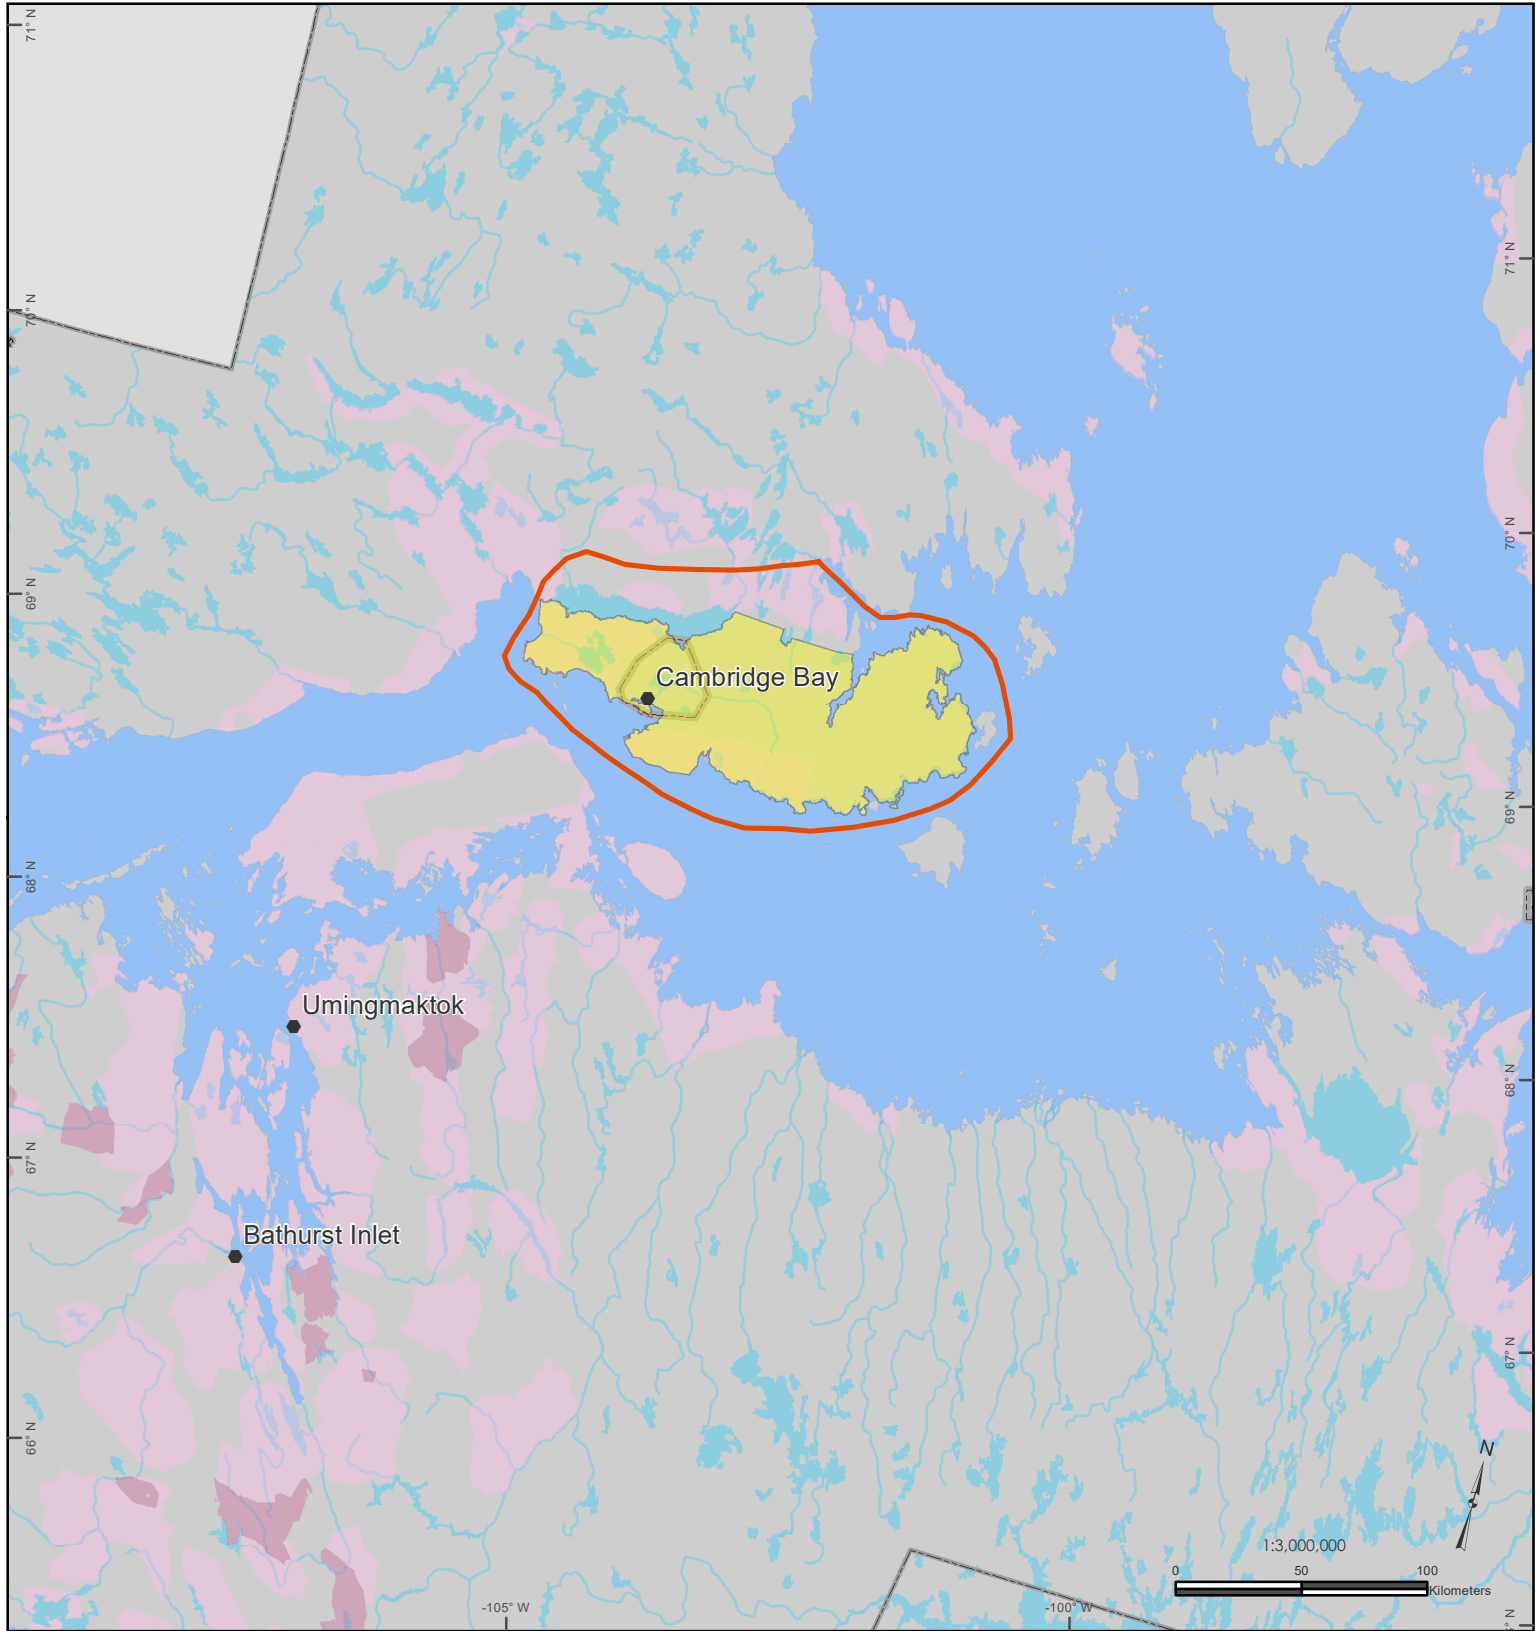 71° N
71° N
70° N
70° N
69° N
Cambridge Bay
69° N
68° N
Umingmaktok
68° N
67° N
Bathurst Inlet
67° N
66° N
N
1:3,000,000
0 50 100
Kilometers
-105° W
-100° W